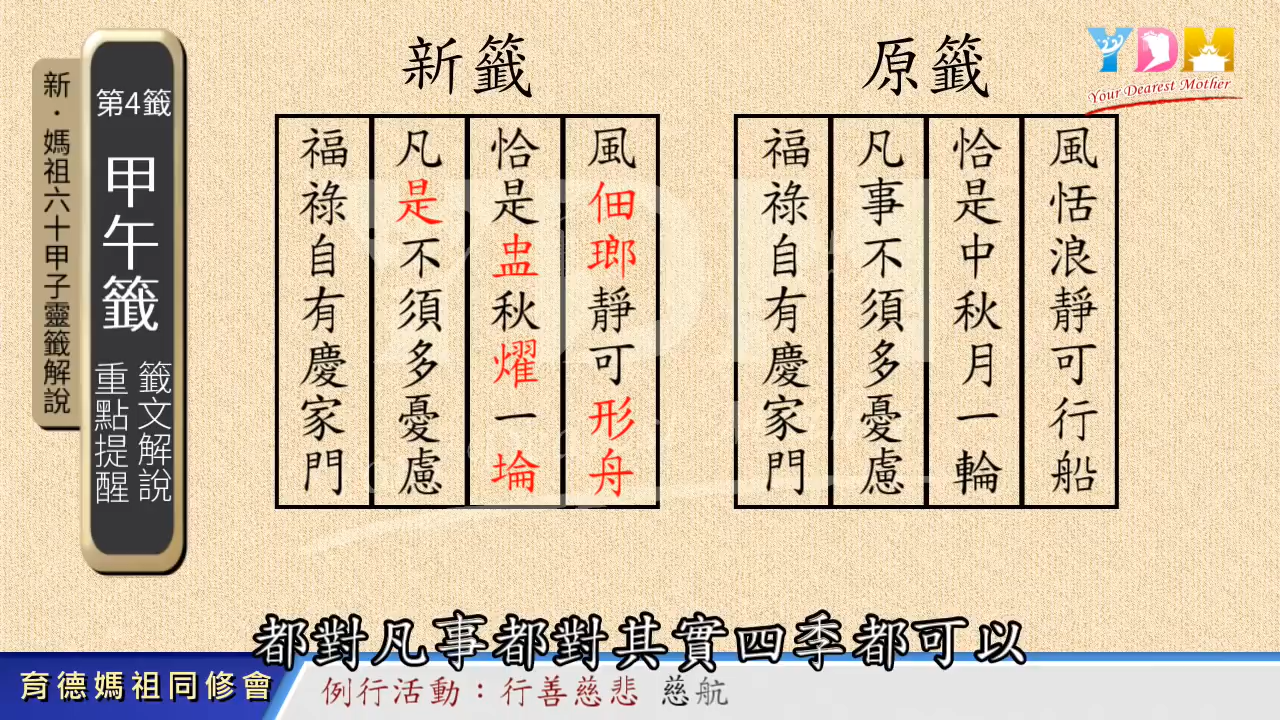 新・媽祖六十甲子靈籤解說
第4籤
甲午籤
籤文解說
重點提醒
新籤
風佃瑯靜可形舟
恰是盅秋燿一埨
凡是不須多憂慮
福祿自有慶家門
原籤
風恬浪靜可行船
恰是中秋月一輪
凡事不須多憂慮
福祿自有慶家門
YDM
Your Dearest Mother
都對凡事都對其實四季都可以
育德媽祖同修會
例行活動：行善慈悲 慈航